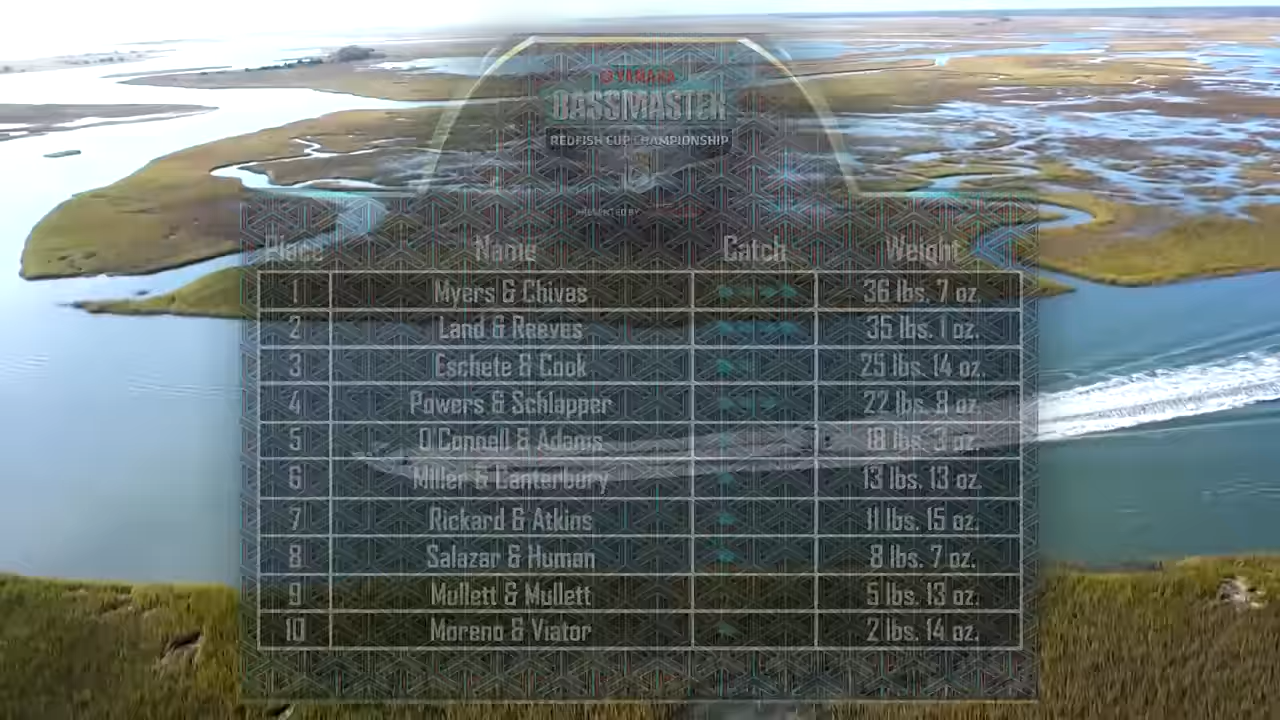 YAMAHA
BASSMASTER
REDFISH CUP CHAMPIONSHIP
PRESENTED BY
Place Name Catch Weight
1 Myers & Chivas 36 lbs. 7 oz.
2 Land & Reeves 35 lbs. 1 oz.
3 Eschete & Cook 25 lbs. 14 oz.
4 Powers & Schlapper 22 lbs. 8 oz.
5 O'Connell & Adams 18 lbs. 3 oz.
6 Miller & Canterbury 13 lbs. 13 oz.
7 Rickard & Atkins 11 lbs. 15 oz.
8 Salazar & Human 8 lbs. 7 oz.
9 Mullett & Mullett 5 lbs. 13 oz.
10 Moreno & Viator 2 lbs. 14 oz.